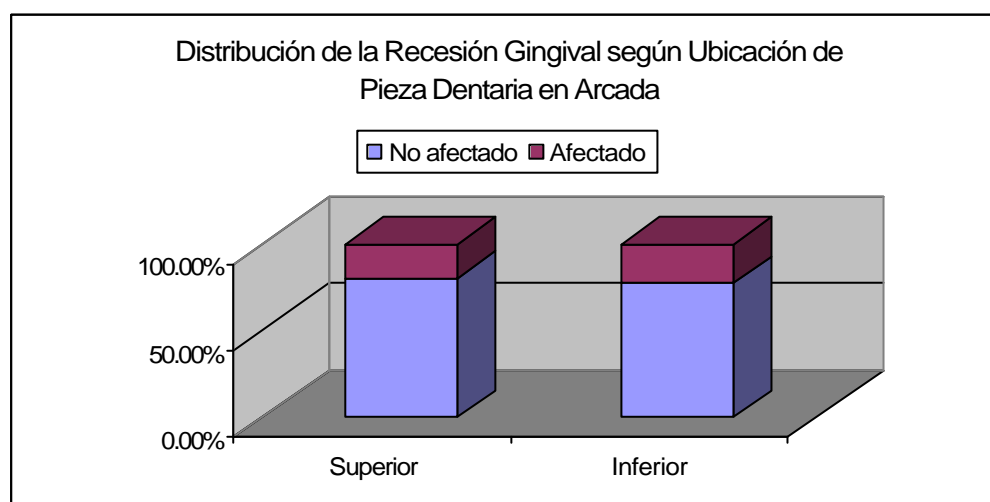 Distribución de la Recesión Gingival según Ubicación de
Pieza Dentaria en Arcada
No afectado Afectado
100.00%
50.00%
0.00%
Superior Inferior